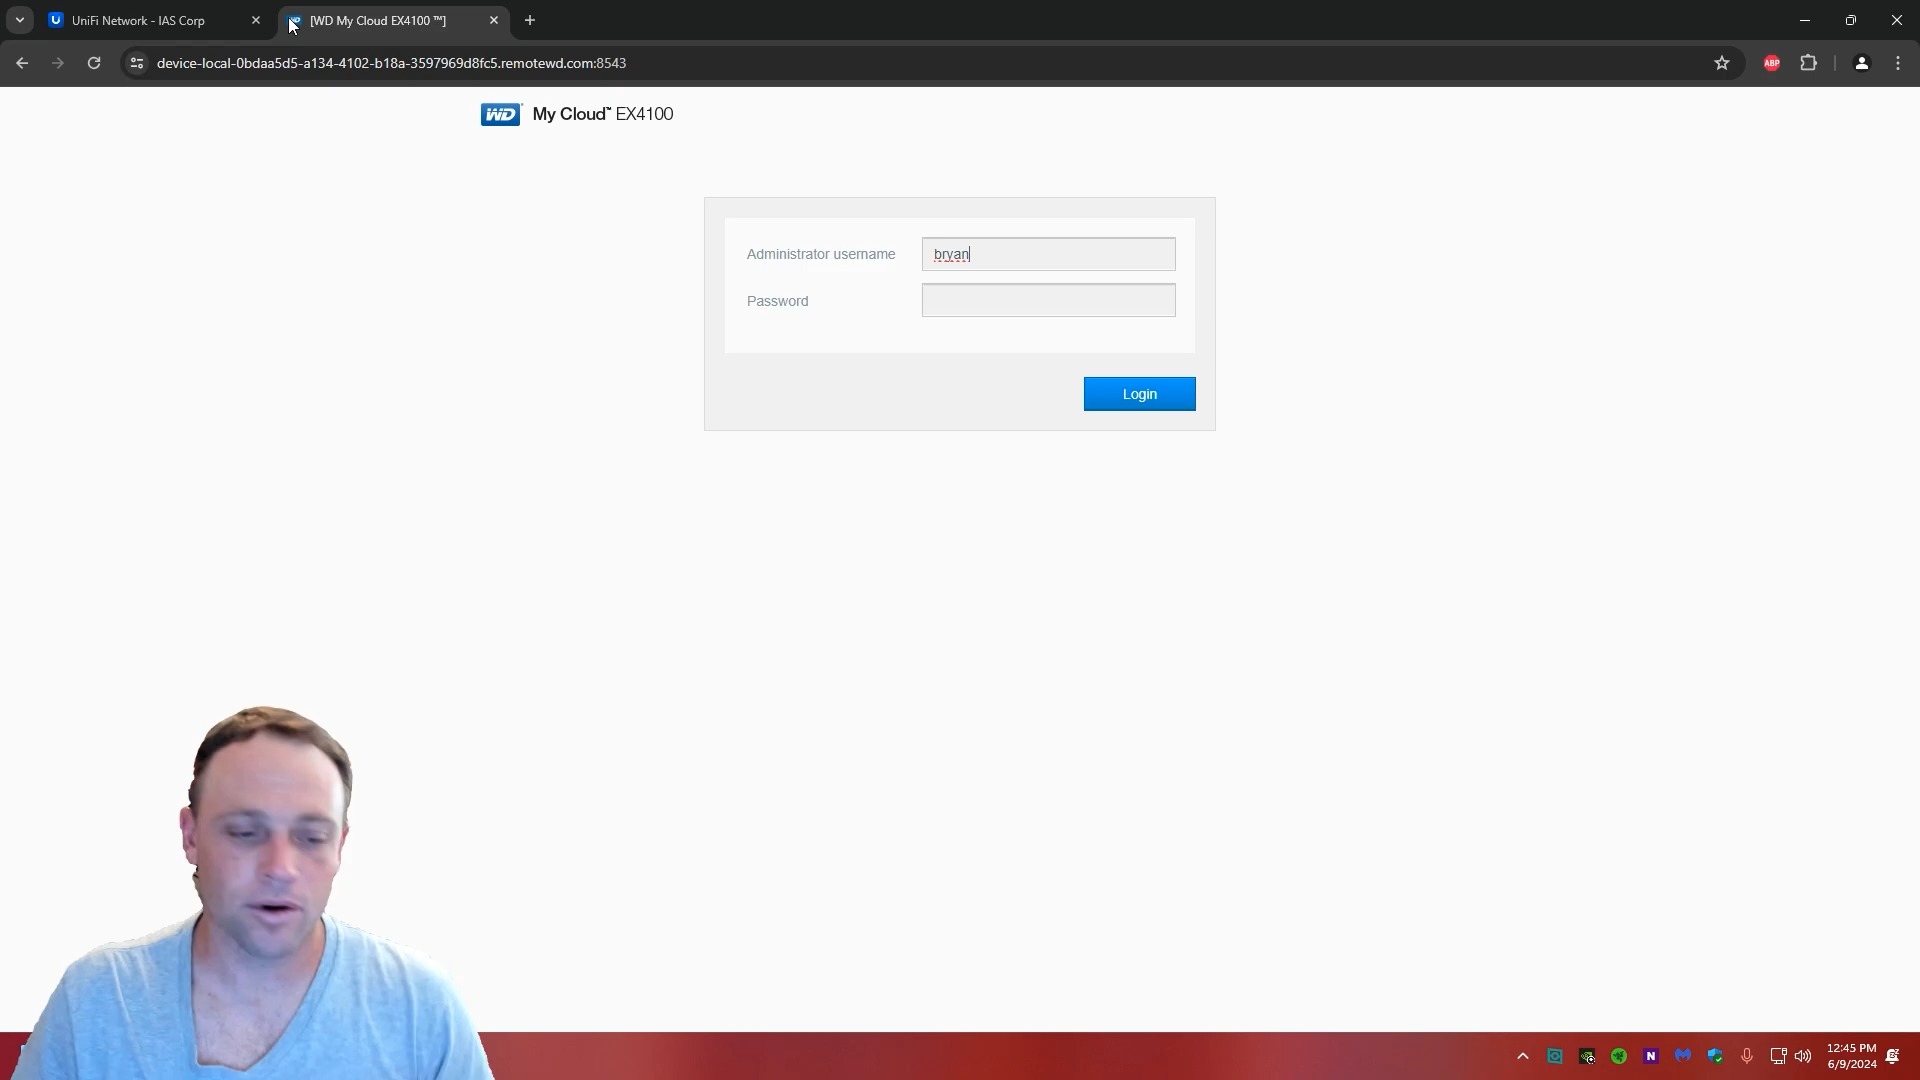 UniFi Network - IAS Corp
[WD My Cloud EX4100 ™]
device-local-0bdaa5d5-a134-4102-b18a-3597969d8fc5.remotewd.com:8543
ABP
WD My Cloud™ EX4100
Administrator username
bryan
Password
Login
N
12:45 PM
6/9/2024